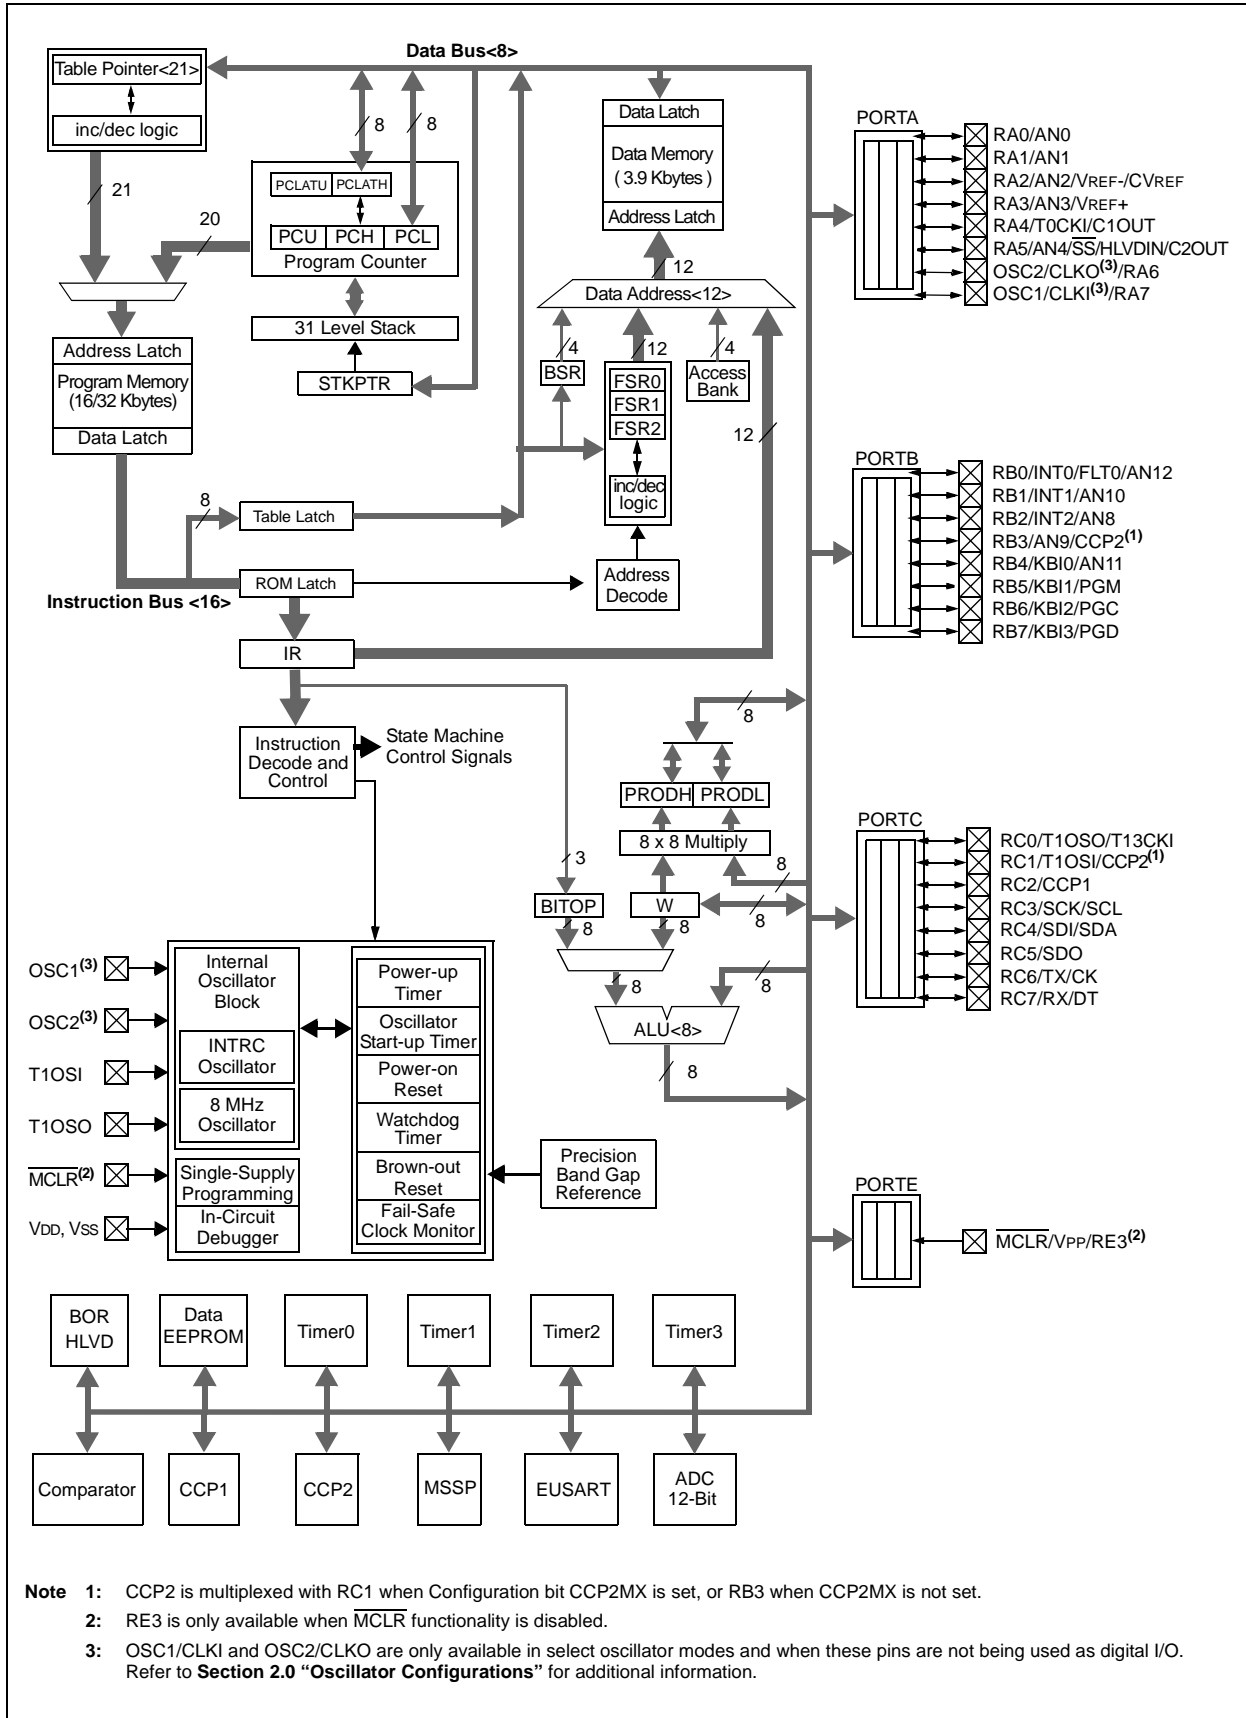 Data Bus<8>
Table Pointer<21>
inc/dec logic
21
20
8
8
PCLATU PCLATH
PCU PCH PCL
Program Counter
31 Level Stack
STKPTR
Address Latch
Program Memory
(16/32 Kbytes)
Data Latch
Data Latch
Data Memory
( 3.9 Kbytes )
Address Latch
12
Data Address<12>
4
12
4
BSR
FSR0
FSR1
FSR2
inc/dec
logic
Access
Bank
12
8
Table Latch
ROM Latch
Instruction Bus <16>
Address
Decode
IR
Instruction
Decode and
Control
State Machine
Control Signals
8
PRODH PRODL
8 x 8 Multiply
3
8
BITOP
W
8
8
8
8
8
ALU<8>
8
PORTA
RA0/AN0
RA1/AN1
RA2/AN2/VREF-/CVREF
RA3/AN3/VREF+
RA4/T0CKI/C1OUT
RA5/AN4/SS/HLVDIN/C2OUT
OSC2/CLKO(3)/RA6
OSC1/CLKI(3)/RA7
PORTB
RB0/INT0/FLT0/AN12
RB1/INT1/AN10
RB2/INT2/AN8
RB3/AN9/CCP2(1)
RB4/KBI0/AN11
RB5/KBI1/PGM
RB6/KBI2/PGC
RB7/KBI3/PGD
PORTC
RC0/T1OSO/T13CKI
RC1/T1OSI/CCP2(1)
RC2/CCP1
RC3/SCK/SCL
RC4/SDI/SDA
RC5/SDO
RC6/TX/CK
RC7/RX/DT
PORTE
MCLR/VPP/RE3(2)
OSC1(3)
OSC2(3)
T1OSI
T1OSO
MCLR(2)
VDD, VSS
Internal
Oscillator
Block
INTRC
Oscillator
8 MHz
Oscillator
Single-Supply
Programming
In-Circuit
Debugger
Power-up
Timer
Oscillator
Start-up Timer
Power-on
Reset
Watchdog
Timer
Brown-out
Reset
Fail-Safe
Clock Monitor
Precision
Band Gap
Reference
BOR
HLVD
Data
EEPROM
Timer0
Timer1
Timer2
Timer3
Comparator
CCP1
CCP2
MSSP
EUSART
ADC
12-Bit
Note 1: CCP2 is multiplexed with RC1 when Configuration bit CCP2MX is set, or RB3 when CCP2MX is not set.
2: RE3 is only available when MCLR functionality is disabled.
3: OSC1/CLKI and OSC2/CLKO are only available in select oscillator modes and when these pins are not being used as digital I/O.
Refer to Section 2.0 “Oscillator Configurations” for additional information.